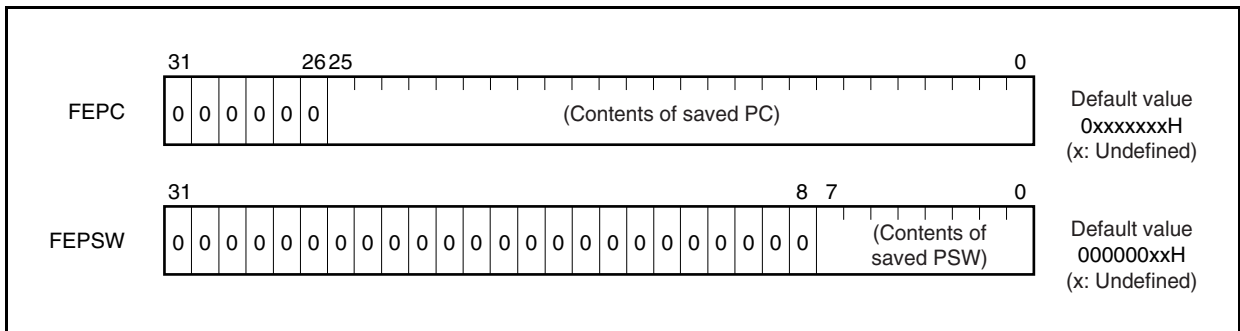 31 26 25 0
FEPC 0 0 0 0 0 0 (Contents of saved PC) Default value
0xxxxxxxH
(x: Undefined)
31 8 7 0
FEPSW 0 0 0 0 0 0 0 0 0 0 0 0 0 0 0 0 0 0 0 0 0 0 0 0 (Contents of
saved PSW) Default value
000000xxH
(x: Undefined)